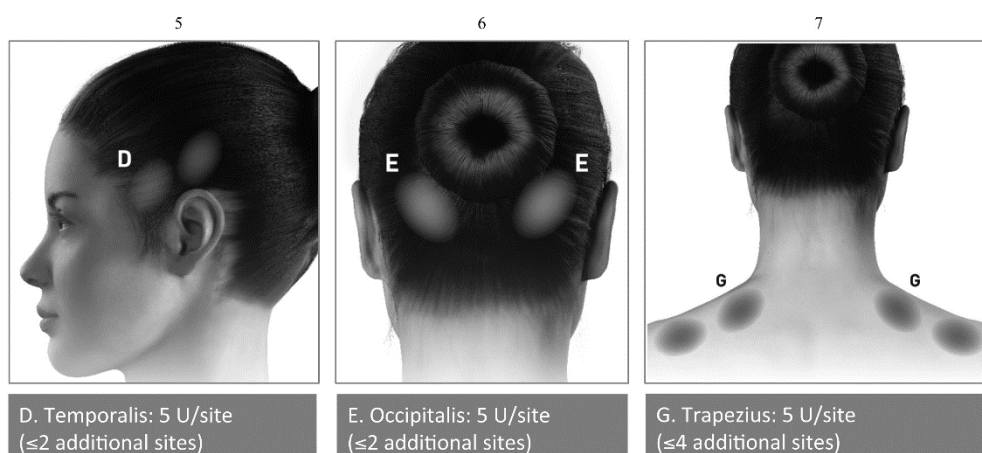 5
6
7
D
E
E
G
G
D. Temporalis: 5 U/site
(≤2 additional sites)
E. Occipitalis: 5 U/site
(≤2 additional sites)
G. Trapezius: 5 U/site
(≤4 additional sites)